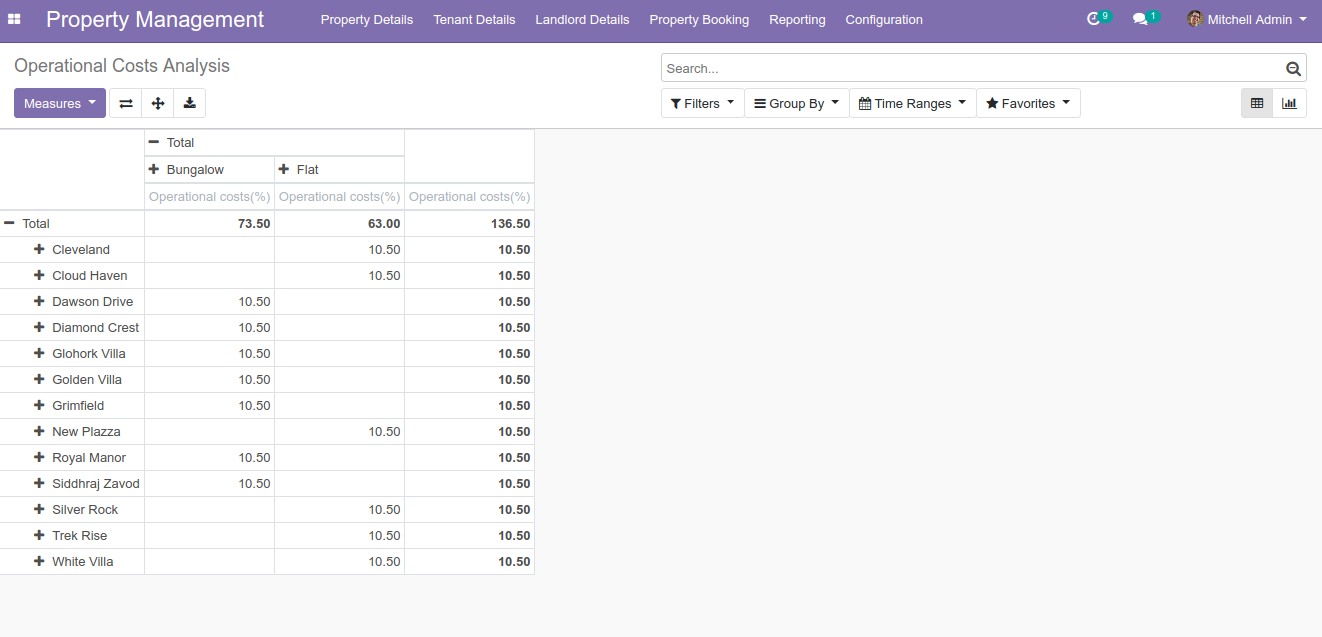 Property Management Property Details Tenant Details Landlord Details Property Booking Reporting Configuration 9 1 Mitchell Admin
Operational Costs Analysis
Search...
Measures Filters Group By Time Ranges Favorites
Total
Bungalow Flat
Operational costs(%) Operational costs(%) Operational costs(%)
Total 73.50 63.00 136.50
Cleveland 10.50 10.50
Cloud Haven 10.50 10.50
Dawson Drive 10.50 10.50
Diamond Crest 10.50 10.50
Glohork Villa 10.50 10.50
Golden Villa 10.50 10.50
Grimfield 10.50 10.50
New Plazza 10.50 10.50
Royal Manor 10.50 10.50
Siddhraj Zavod 10.50 10.50
Silver Rock 10.50 10.50
Trek Rise 10.50 10.50
White Villa 10.50 10.50